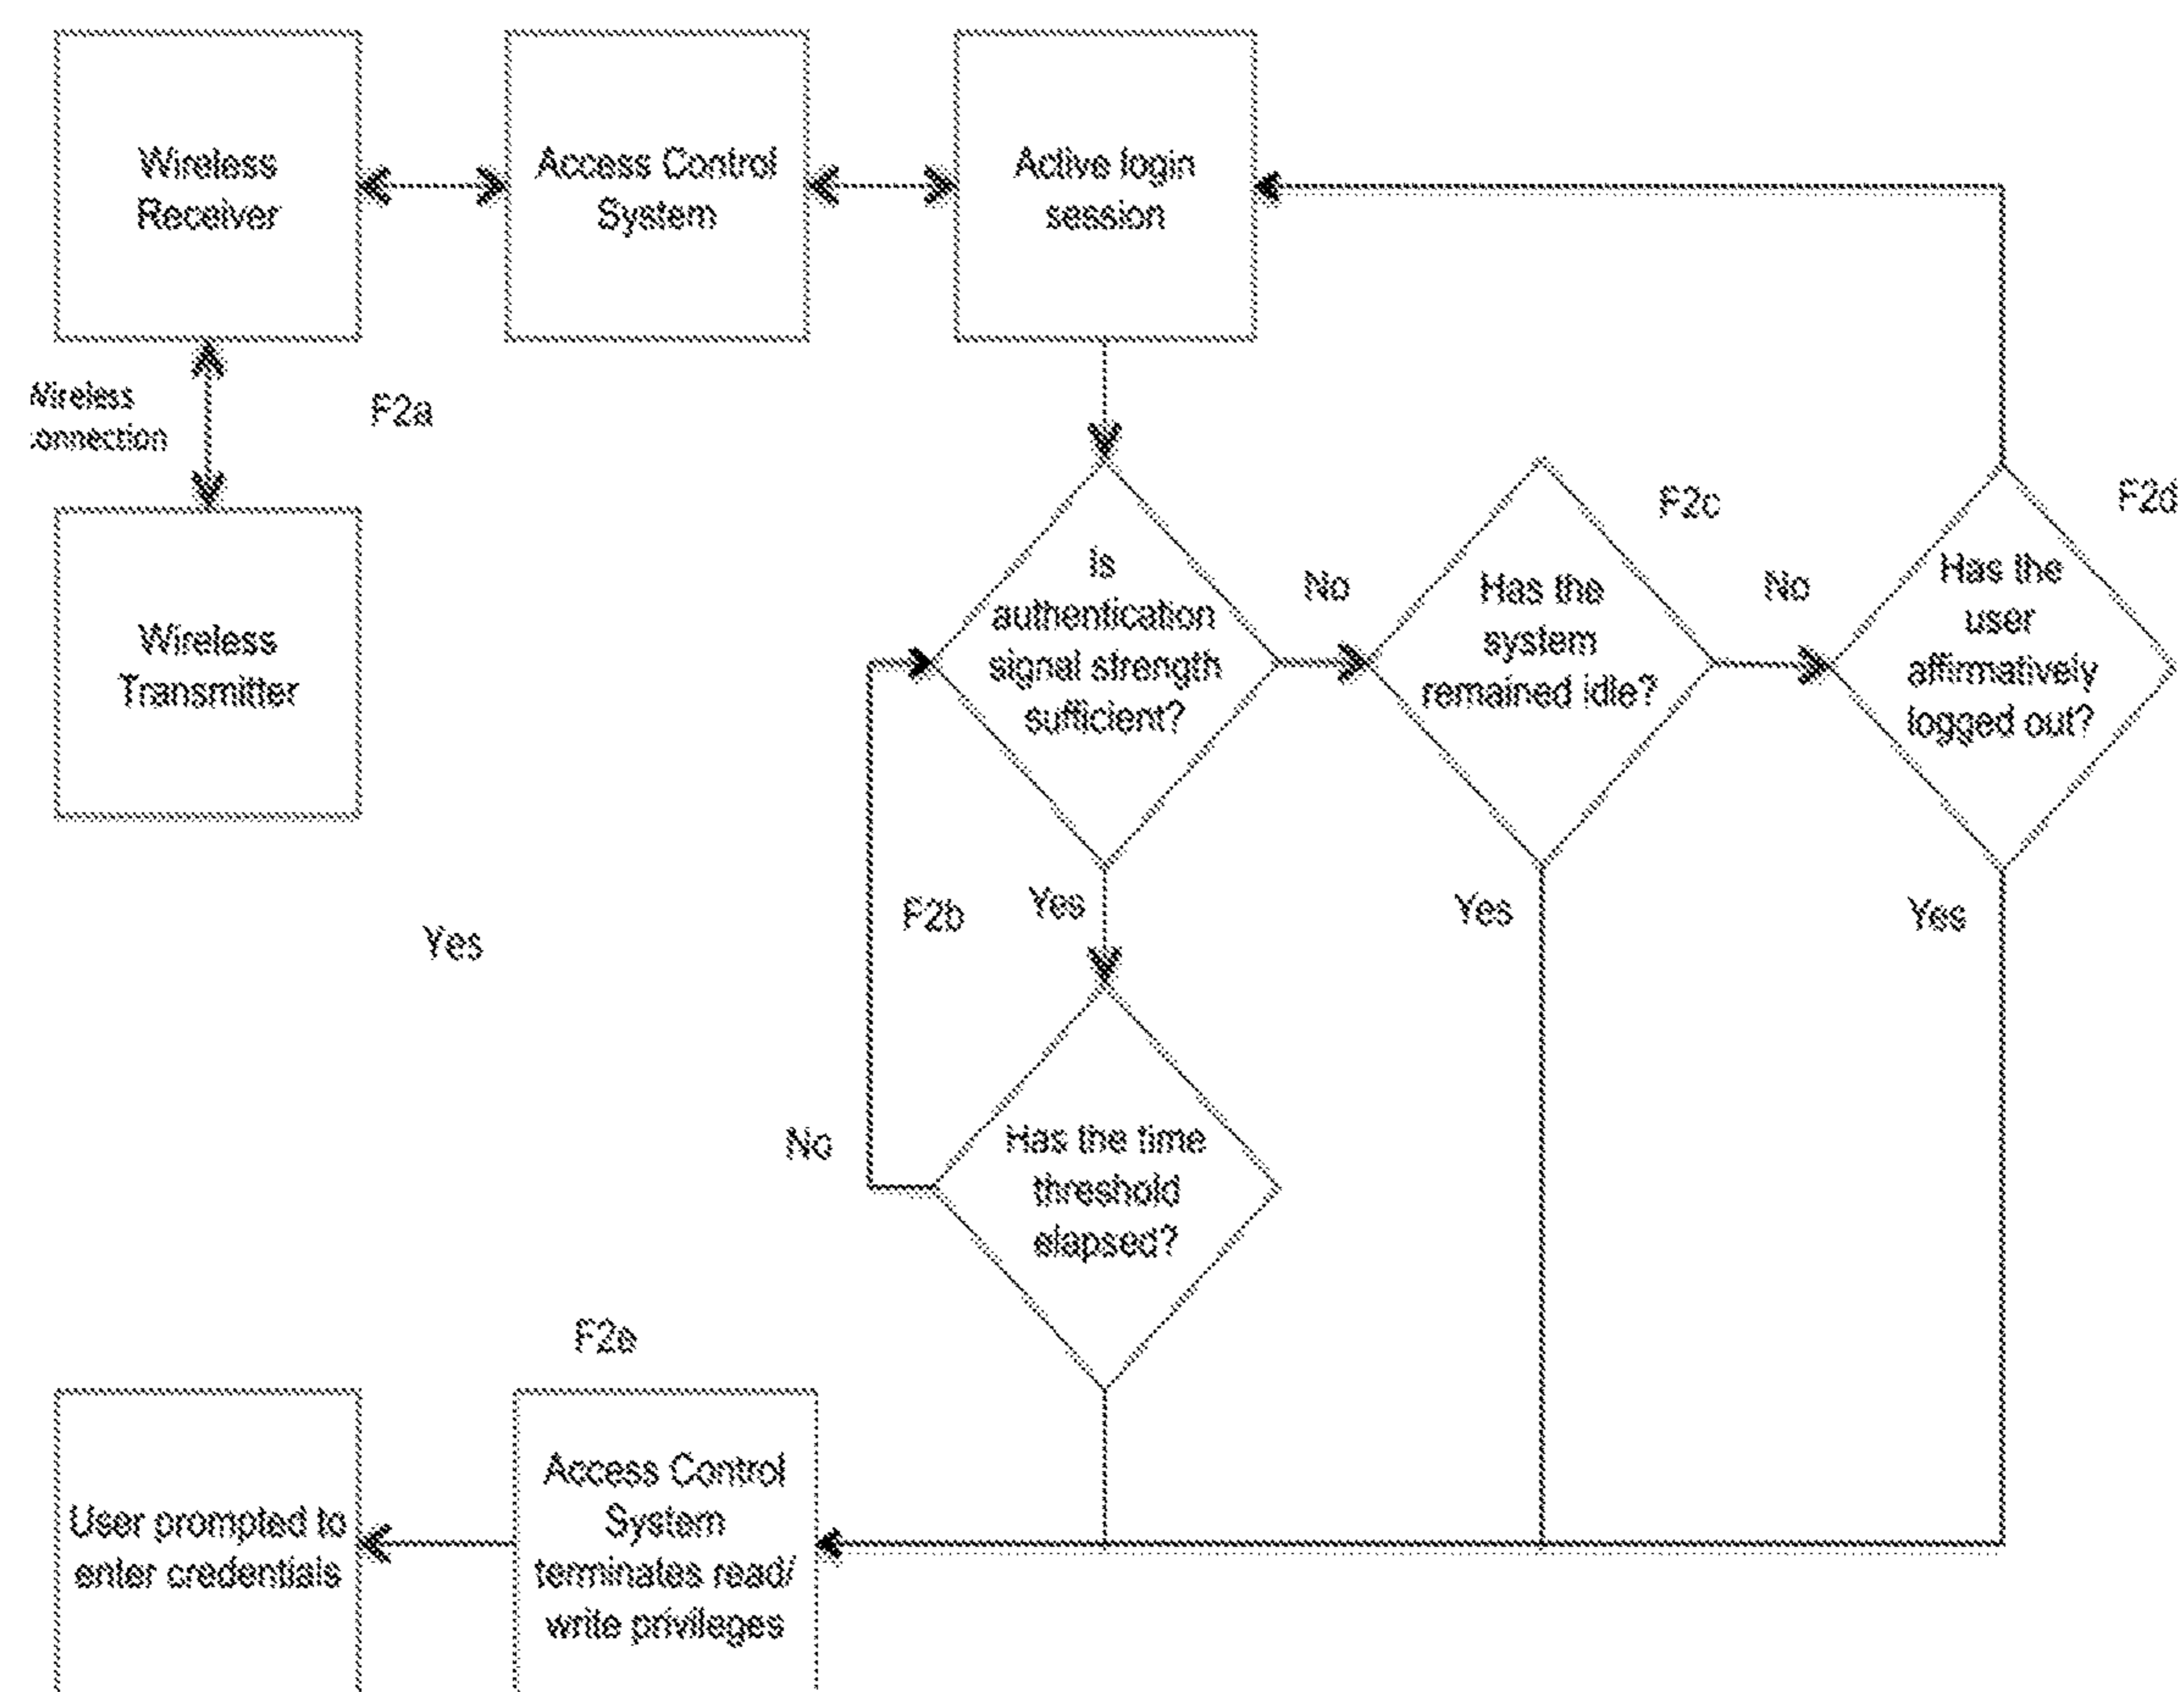 Wireless
Receiver
Access Control
System
Active login
session
Wireless
connection
F2a
Wireless
Transmitter
is
authentication
signal strength
sufficient?
No
Has the
system
remained idle?
F2c
No
Has the
user
affirmatively
logged out?
F2d
Yes
F2b
Yes
Yes
Yes
No
Has the time
threshold
elapsed?
F2e
User prompted to
enter credentials
Access Control
System
terminates read/
write privileges